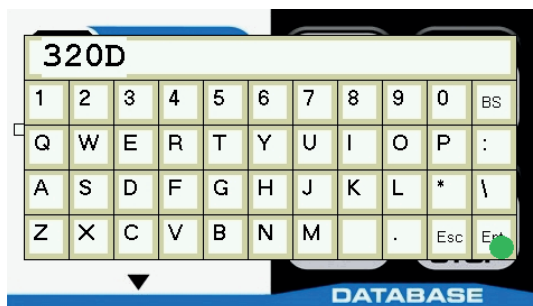 320D
1 2 3 4 5 6 7 8 9 0 BS
Q W E R T Y U I O P :
A S D F G H J K L * \
Z X C V B N M . Esc
DATABASE